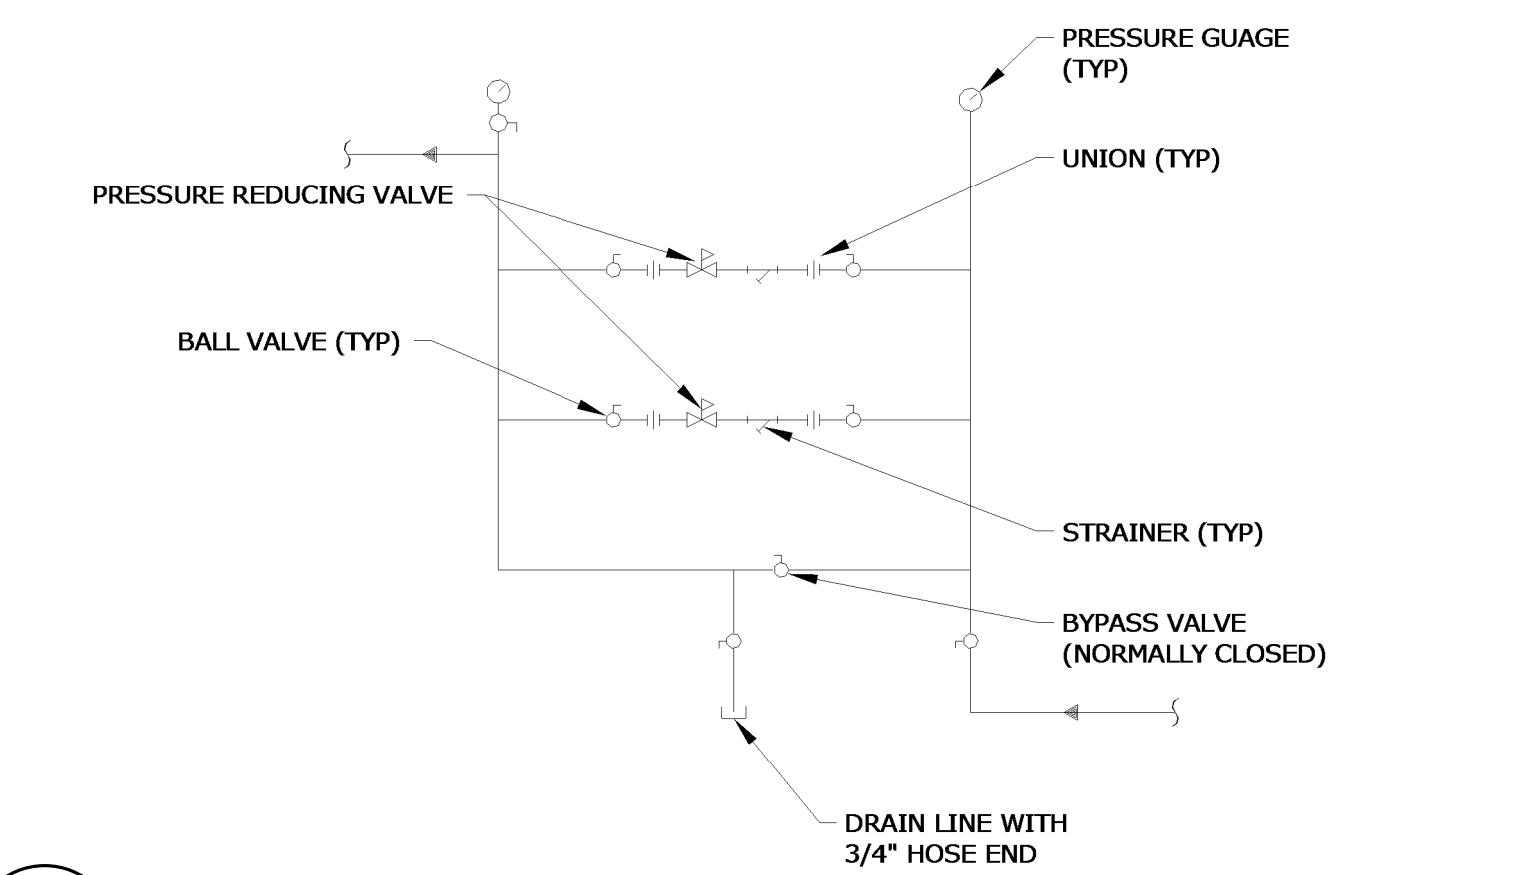 PRESSURE GUAGE
(TYP)
UNION (TYP)
PRESSURE REDUCING VALVE
BALL VALVE (TYP)
STRAINER (TYP)
BYPASS VALVE
(NORMALLY CLOSED)
DRAIN LINE WITH
3/4" HOSE END